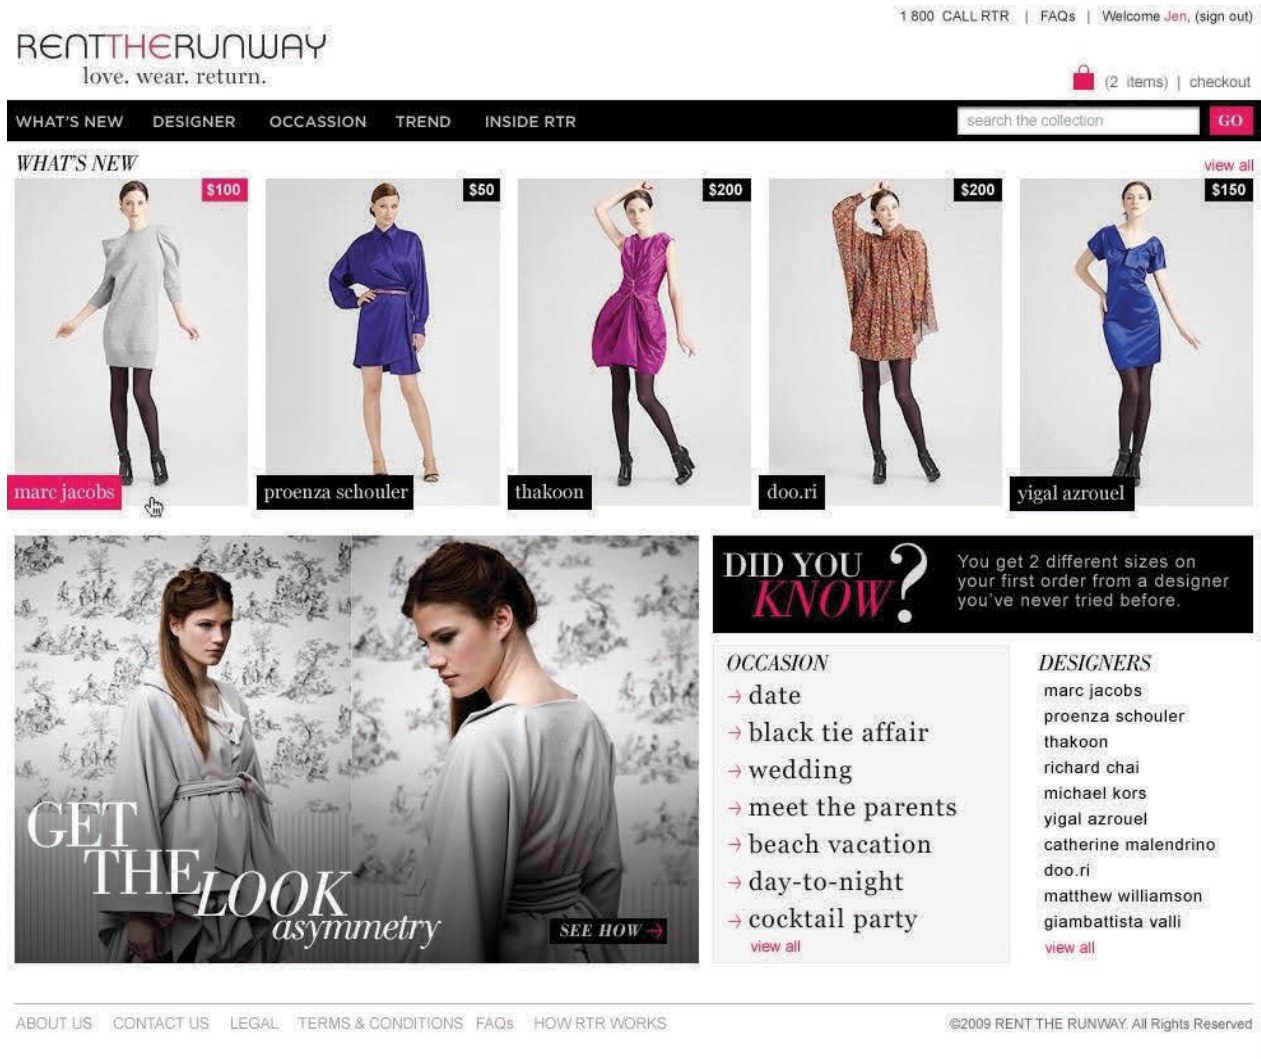 1 800 CALL RTR | FAQs | Welcome Jen, (sign out)
RENTTHERUNWAY
love. wear. return.
(2 items) | checkout
WHAT'S NEW DESIGNER OCCASSION TREND INSIDE RTR search the collection GO
WHAT'S NEW view all
$100 $50 $200 $200 $150
marc jacobs proenza schouler thakoon doo.ri yigal azrouel
GET
THE
LOOK
asymmetry
SEE HOW
DID YOU
KNOW?
You get 2 different sizes on
your first order from a designer
you've never tried before.
OCCASION
date
black tie affair
wedding
meet the parents
beach vacation
day-to-night
cocktail party
view all
DESIGNERS
marc jacobs
proenza schouler
thakoon
richard chai
michael kors
yigal azrouel
catherine malendrino
doo.ri
matthew williamson
giambattista valli
view all
ABOUT US CONTACT US LEGAL TERMS & CONDITIONS FAQs HOW RTR WORKS ©2009 RENT THE RUNWAY. All Rights Reserved